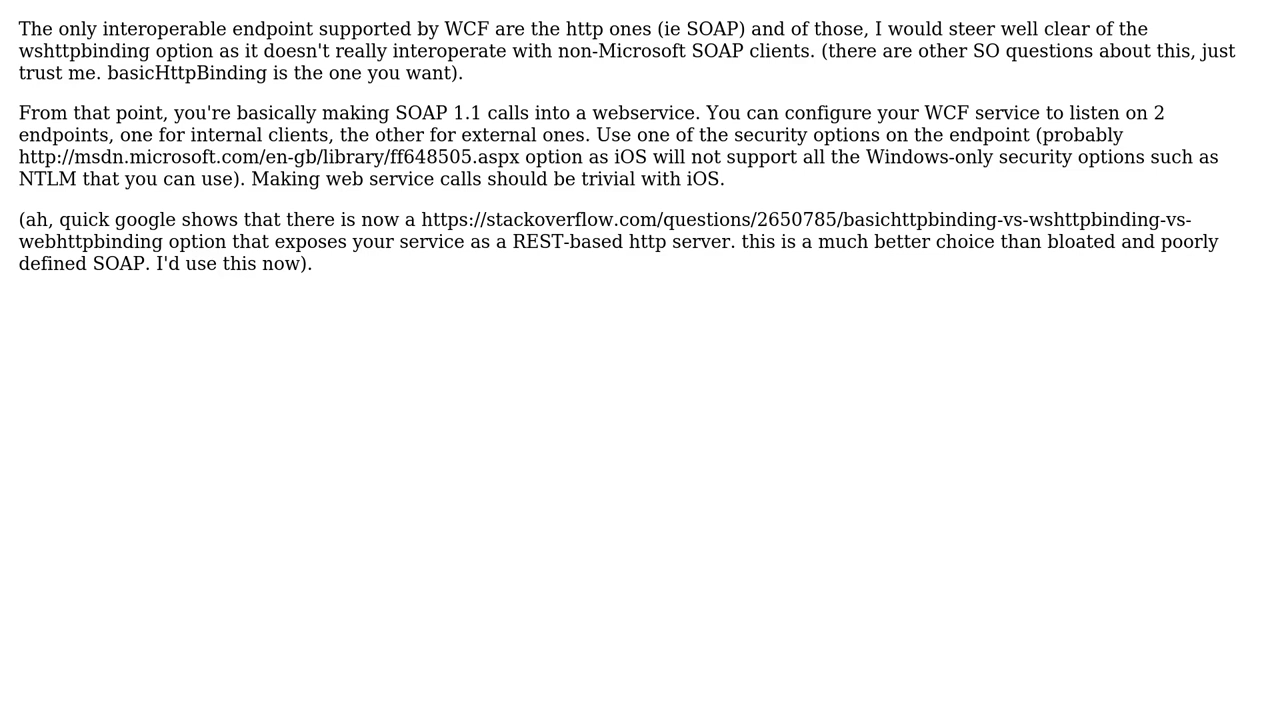 The only interoperable endpoint supported by WCF are the http ones (ie SOAP) and of those, I would steer well clear of the
wshttpbinding option as it doesn't really interoperate with non-Microsoft SOAP clients. (there are other SO questions about this, just
trust me. basicHttpBinding is the one you want).
From that point, you're basically making SOAP 1.1 calls into a webservice. You can configure your WCF service to listen on 2
endpoints, one for internal clients, the other for external ones. Use one of the security options on the endpoint (probably
http://msdn.microsoft.com/en-gb/library/ff648505.aspx option as iOS will not support all the Windows-only security options such as
NTLM that you can use). Making web service calls should be trivial with iOS.
(ah, quick google shows that there is now a https://stackoverflow.com/questions/2650785/basichttpbinding-vs-wshttpbinding-vs-
webhttpbinding option that exposes your service as a REST-based http server. this is a much better choice than bloated and poorly
defined SOAP. I'd use this now).